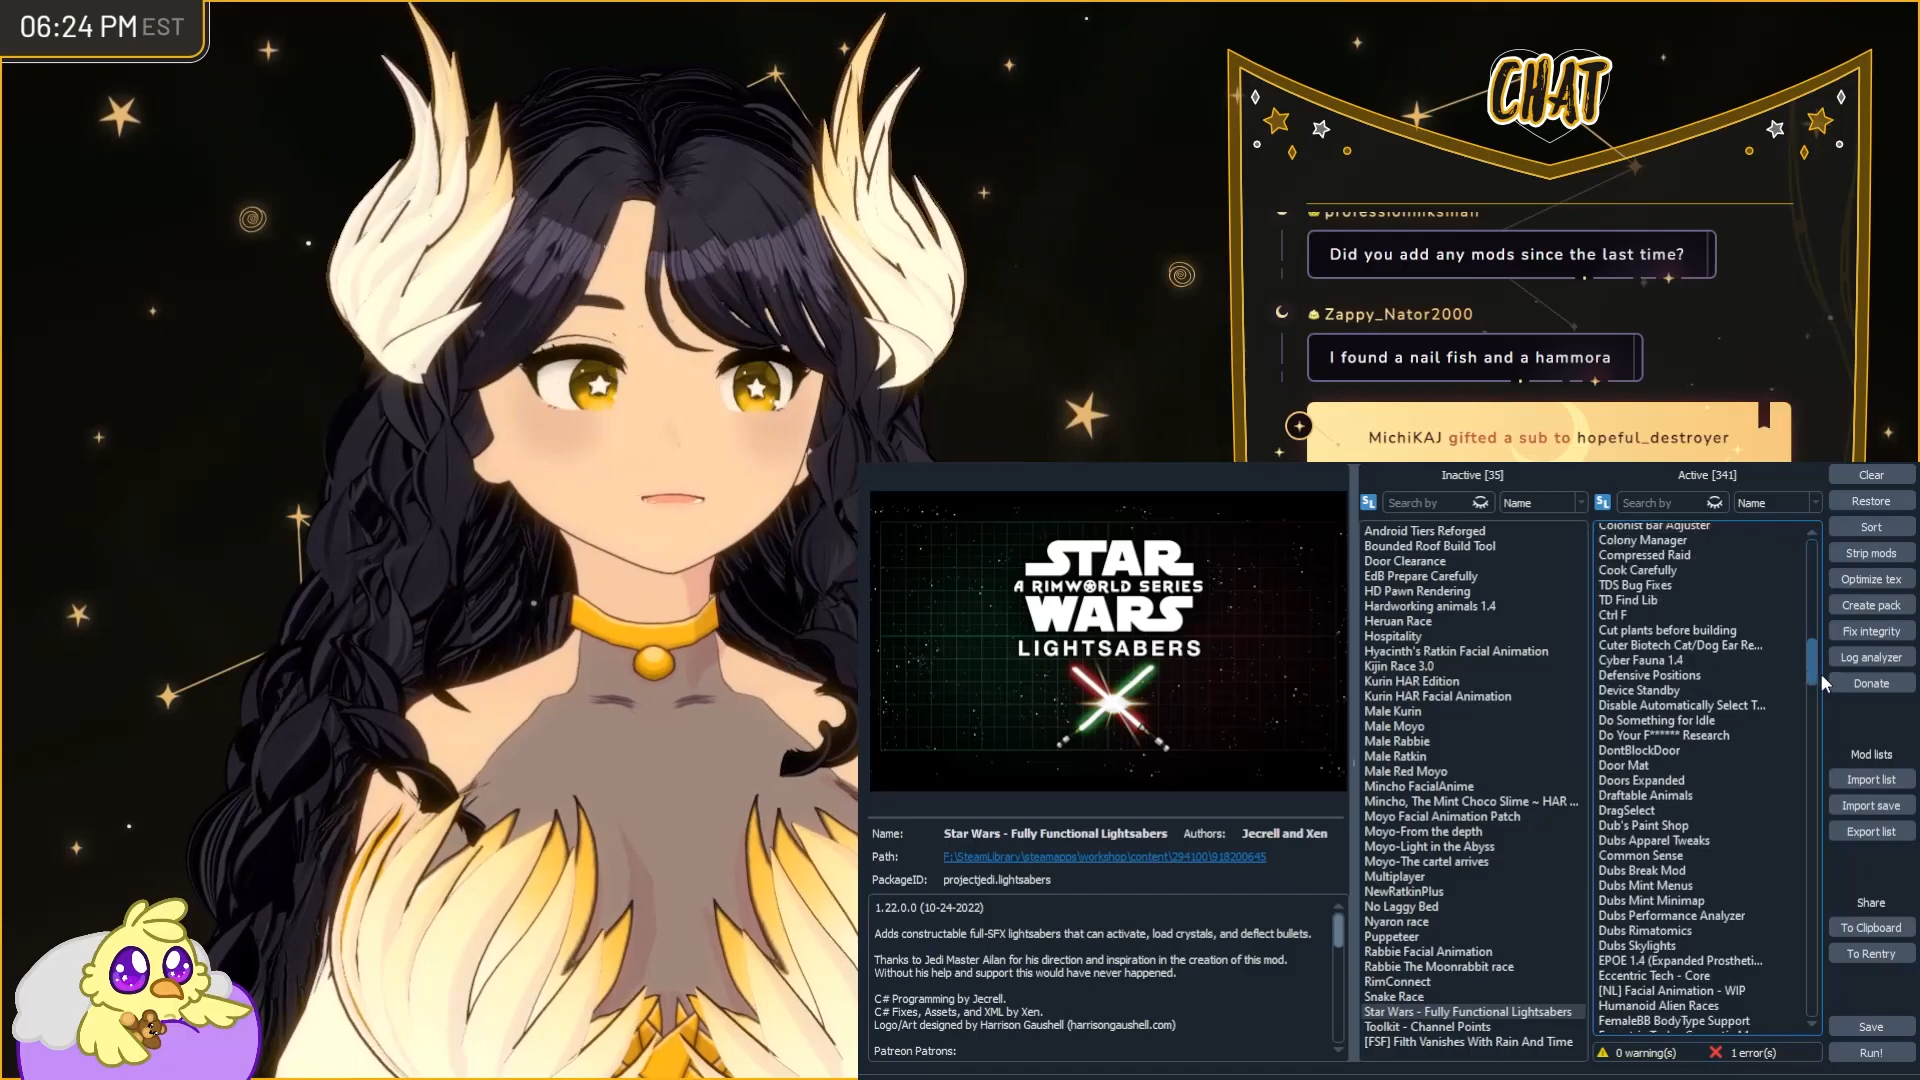 06:24 PM EST
CHAT
professionmksman
Did you add any mods since the last time?
Zappy_Nator2000
I found a nail fish and a hammora
MichiKAJ gifted a sub to hopeful_destroyer
STAR
A RIMWORLD SERIES
WARS
LIGHTSABERS
Name: Star Wars - Fully Functional Lightsabers Authors: Jecrell and Xen
Path: F:\SteamLibrary\steamapps\workshop\content\294100\918200645
PackageID: projectjedi.lightsabers
1.22.0.0 (10-24-2022)
Adds constructable full-SFX lightsabers that can activate, load crystals, and deflect bullets.
Thanks to Jedi Master Ailan for his direction and inspiration in the creation of this mod.
Without his help and support this would have never happened.
C# Programming by Jecrell.
C# Fixes, Assets, and XML by Xen.
Logo/Art designed by Harrison Gaushell (harrisongaushell.com)
Patreon Patrons:
Inactive [35]
SL Search by Name
Android Tiers Reforged
Bounded Roof Build Tool
Door Clearance
EdB Prepare Carefully
HD Pawn Rendering
Hardworking animals 1.4
Heruan Race
Hospitality
Hyacinth's Ratkin Facial Animation
Kijin Race 3.0
Kurin HAR Edition
Kurin HAR Facial Animation
Male Kurin
Male Moyo
Male Rabbie
Male Ratkin
Male Red Moyo
Mincho FacialAnime
Mincho, The Mint Choco Slime ~ HAR ...
Moyo Facial Animation Patch
Moyo-From the depth
Moyo-Light in the Abyss
Moyo-The cartel arrives
Multiplayer
NewRatkinPlus
No Laggy Bed
Nyaron race
Puppeteer
Rabbie Facial Animation
Rabbie The Moonrabbit race
RimConnect
Snake Race
Star Wars - Fully Functional Lightsabers
Toolkit - Channel Points
[FSF] Filth Vanishes With Rain And Time
Active [341]
SL Search by Name
Colonist Bar Adjuster
Colony Manager
Compressed Raid
Cook Carefully
TDS Bug Fixes
TD Find Lib
Ctrl F
Cut plants before building
Cuter Biotech Cat/Dog Ear Re...
Cyber Fauna 1.4
Defensive Positions
Device Standby
Disable Automatically Select T...
Do Something for Idle
Do Your F****** Research
DontBlockDoor
Door Mat
Doors Expanded
Draftable Animals
DragSelect
Dub's Paint Shop
Dubs Apparel Tweaks
Common Sense
Dubs Break Mod
Dubs Mint Menus
Dubs Mint Minimap
Dubs Performance Analyzer
Dubs Rimatomics
Dubs Skylights
EPOE 1.4 (Expanded Prostheti...
Eccentric Tech - Core
[NL] Facial Animation - WIP
Humanoid Alien Races
FemaleBB BodyType Support
0 warning(s) 1 error(s)
Clear
Restore
Sort
Strip mods
Optimize tex
Create pack
Fix integrity
Log analyzer
Donate
Mod lists
Import list
Import save
Export list
Share
To Clipboard
To Rentry
Save
Run!